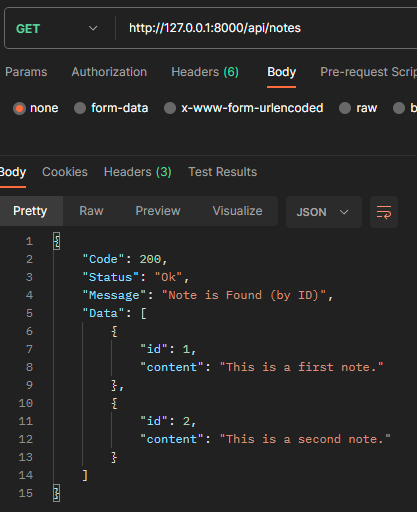 GET http://127.0.0.1:8000/api/notes
Params Authorization Headers (6) Body Pre-request Scrip
none form-data x-www-form-urlencoded raw b
Body Cookies Headers (3) Test Results
Pretty Raw Preview Visualize JSON
1 {
2 "Code": 200,
3 "Status": "Ok",
4 "Message": "Note is Found (by ID)",
5 "Data": [
6 {
7 "id": 1,
8 "content": "This is a first note."
9 },
10 {
11 "id": 2,
12 "content": "This is a second note."
13 }
14 ]
15 }